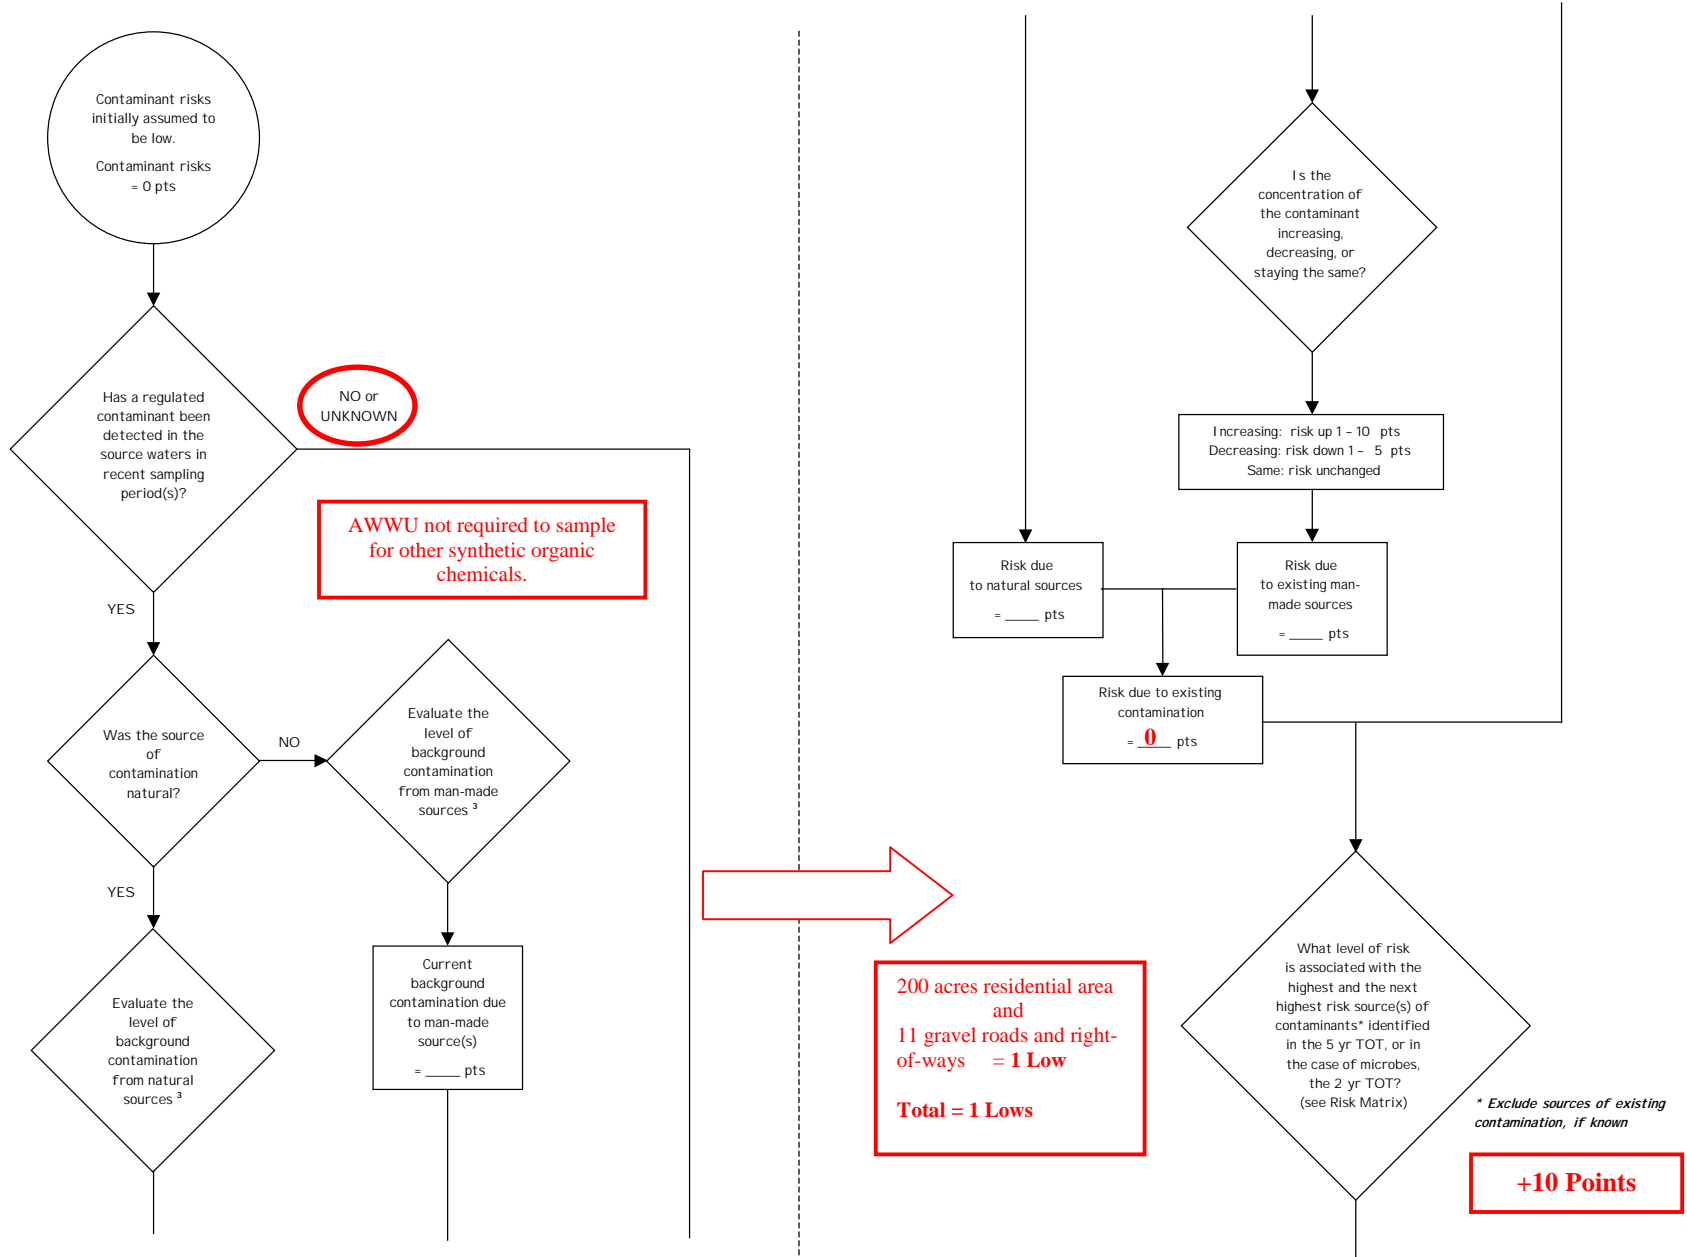 Contaminant risks
initially assumed to
be low.
Contaminant risks
= 0 pts
Has a regulated
contaminant been
detected in the
source waters in
recent sampling
period(s)?
NO or
UNKNOWN
AWWU not required to sample
for other synthetic organic
chemicals.
YES
Was the source
of
contamination
natural?
NO
Evaluate the
level of
background
contamination
from man-made
sources ³
YES
Evaluate the
level of
background
contamination
from natural
sources ³
Current
background
contamination due
to man-made
source(s)
= _____ pts
Is the
concentration of
the contaminant
increasing,
decreasing, or
staying the same?
Increasing: risk up 1 – 10 pts
Decreasing: risk down 1 – 5 pts
Same: risk unchanged
Risk due
to natural sources
= _____ pts
Risk due
to existing man-
made sources
= _____ pts
Risk due to existing
contamination
= __0__ pts
200 acres residential area
and
11 gravel roads and right-
of-ways = 1 Low
Total = 1 Lows
What level of risk
is associated with the
highest and the next
highest risk source(s) of
contaminants* identified
in the 5 yr TOT, or in
the case of microbes,
the 2 yr TOT?
(see Risk Matrix)
* Exclude sources of existing
contamination, if known
+10 Points